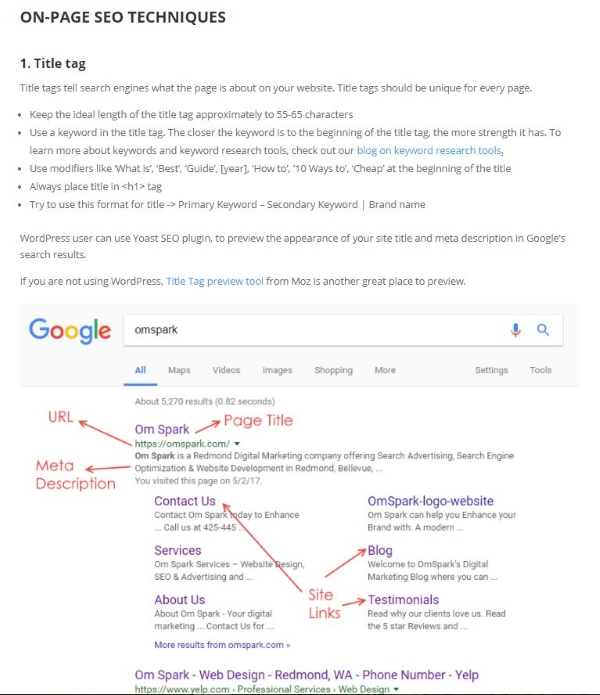 ON-PAGE SEO TECHNIQUES
1. Title tag
Title tags tell search engines what the page is about on your website. Title tags should be unique for every page.
• Keep the ideal length of the title tag approximately to 55-65 characters
• Use a keyword in the title tag. The closer the keyword is to the beginning of the title tag, the more strength it has. To
learn more about keywords and keyword research tools, check out our blog on keyword research tools.
• Use modifiers like 'What is', 'Best', 'Guide', [year], 'How to', '10 Ways to', 'Cheap' at the beginning of the title
• Always place title in <h1> tag
• Try to use this format for title -> Primary Keyword – Secondary Keyword | Brand name
WordPress user can use Yoast SEO plugin, to preview the appearance of your site title and meta description in Google's
search results.
If you are not using WordPress, Title Tag preview tool from Moz is another great place to preview.
Google omspark
All Maps Videos Images Shopping More Settings Tools
About 5,270 results (0.82 seconds)
URL
Om Spark Page Title
https://omspark.com/
Meta Description
Om Spark is a Redmond Digital Marketing company offering Search Advertising, Search Engine
Optimization & Website Development in Redmond, Bellevue, ...
You visited this page on 5/2/17.
Contact Us
Contact Om Spark today to Enhance
... Call us at 425-445 ...
OmSpark-logo-website
Om Spark can help you Enhance your
Brand with. A modern ...
Services
Om Spark Services – Website Design,
SEO & Advertising and ...
Blog
Welcome to OmSpark's Digital
Marketing Blog where you can ...
Site
Links
About Us
About Om Spark - Your digital
marketing ... Contact Us for ...
Testimonials
Read why our clients love us. Read
the 5 star Reviews and ...
More results from omspark.com »
Om Spark - Web Design - Redmond, WA - Phone Number - Yelp
https://www.yelp.com › Professional Services › Web Design